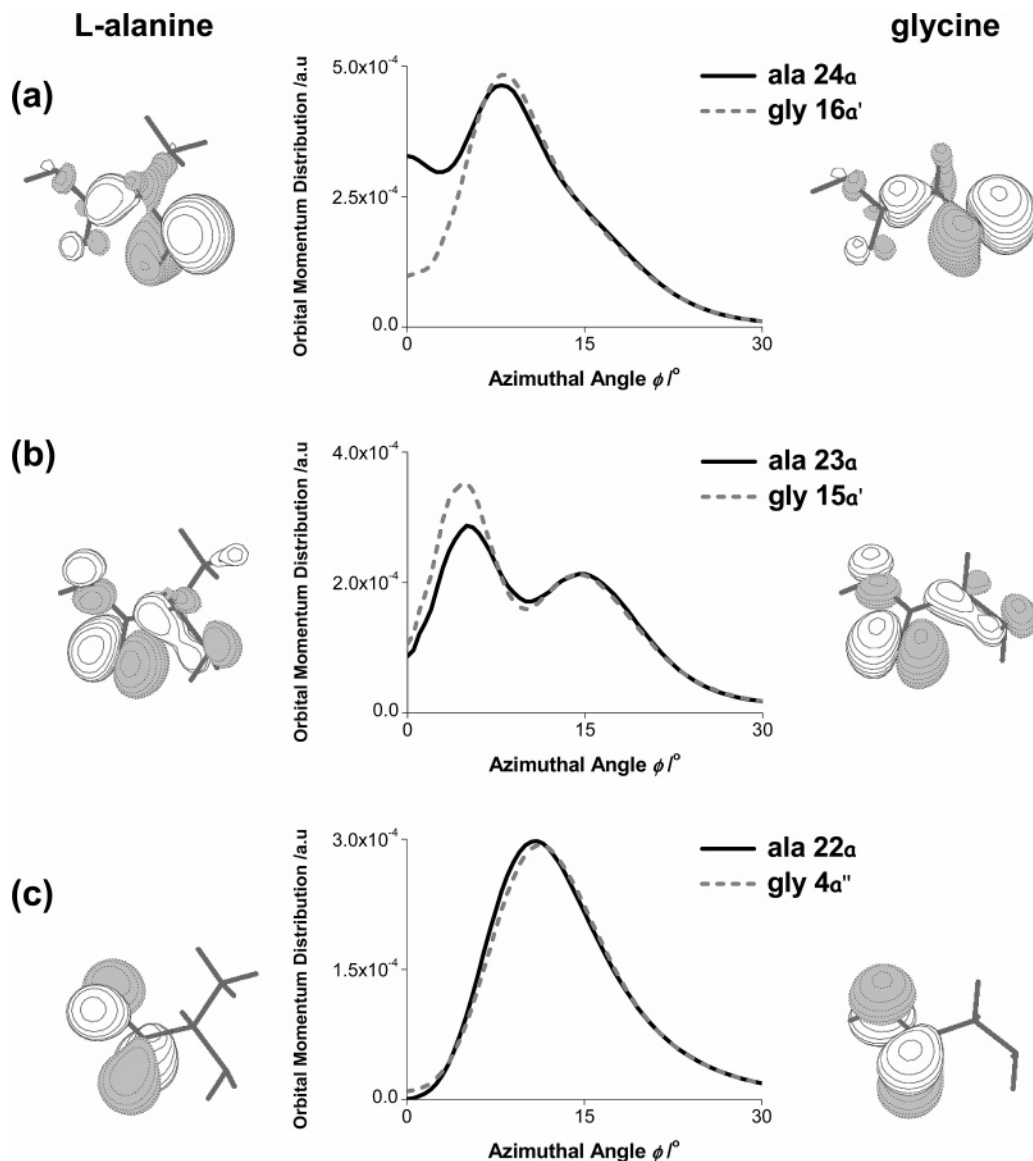 L-alanine
glycine
(a)
Orbital Momentum Distribution /a.u
5.0x10⁻⁴
2.5x10⁻⁴
0.0
0
15
30
Azimuthal Angle ϕ/°
ala 24a
gly 16a'
(b)
Orbital Momentum Distribution /a.u
4.0x10⁻⁴
2.0x10⁻⁴
0.0
0
15
30
Azimuthal Angle ϕ/°
ala 23a
gly 15a'
(c)
Orbital Momentum Distribution /a.u
3.0x10⁻⁴
1.5x10⁻⁴
0.0
0
15
30
Azimuthal Angle ϕ/°
ala 22a
gly 4a"